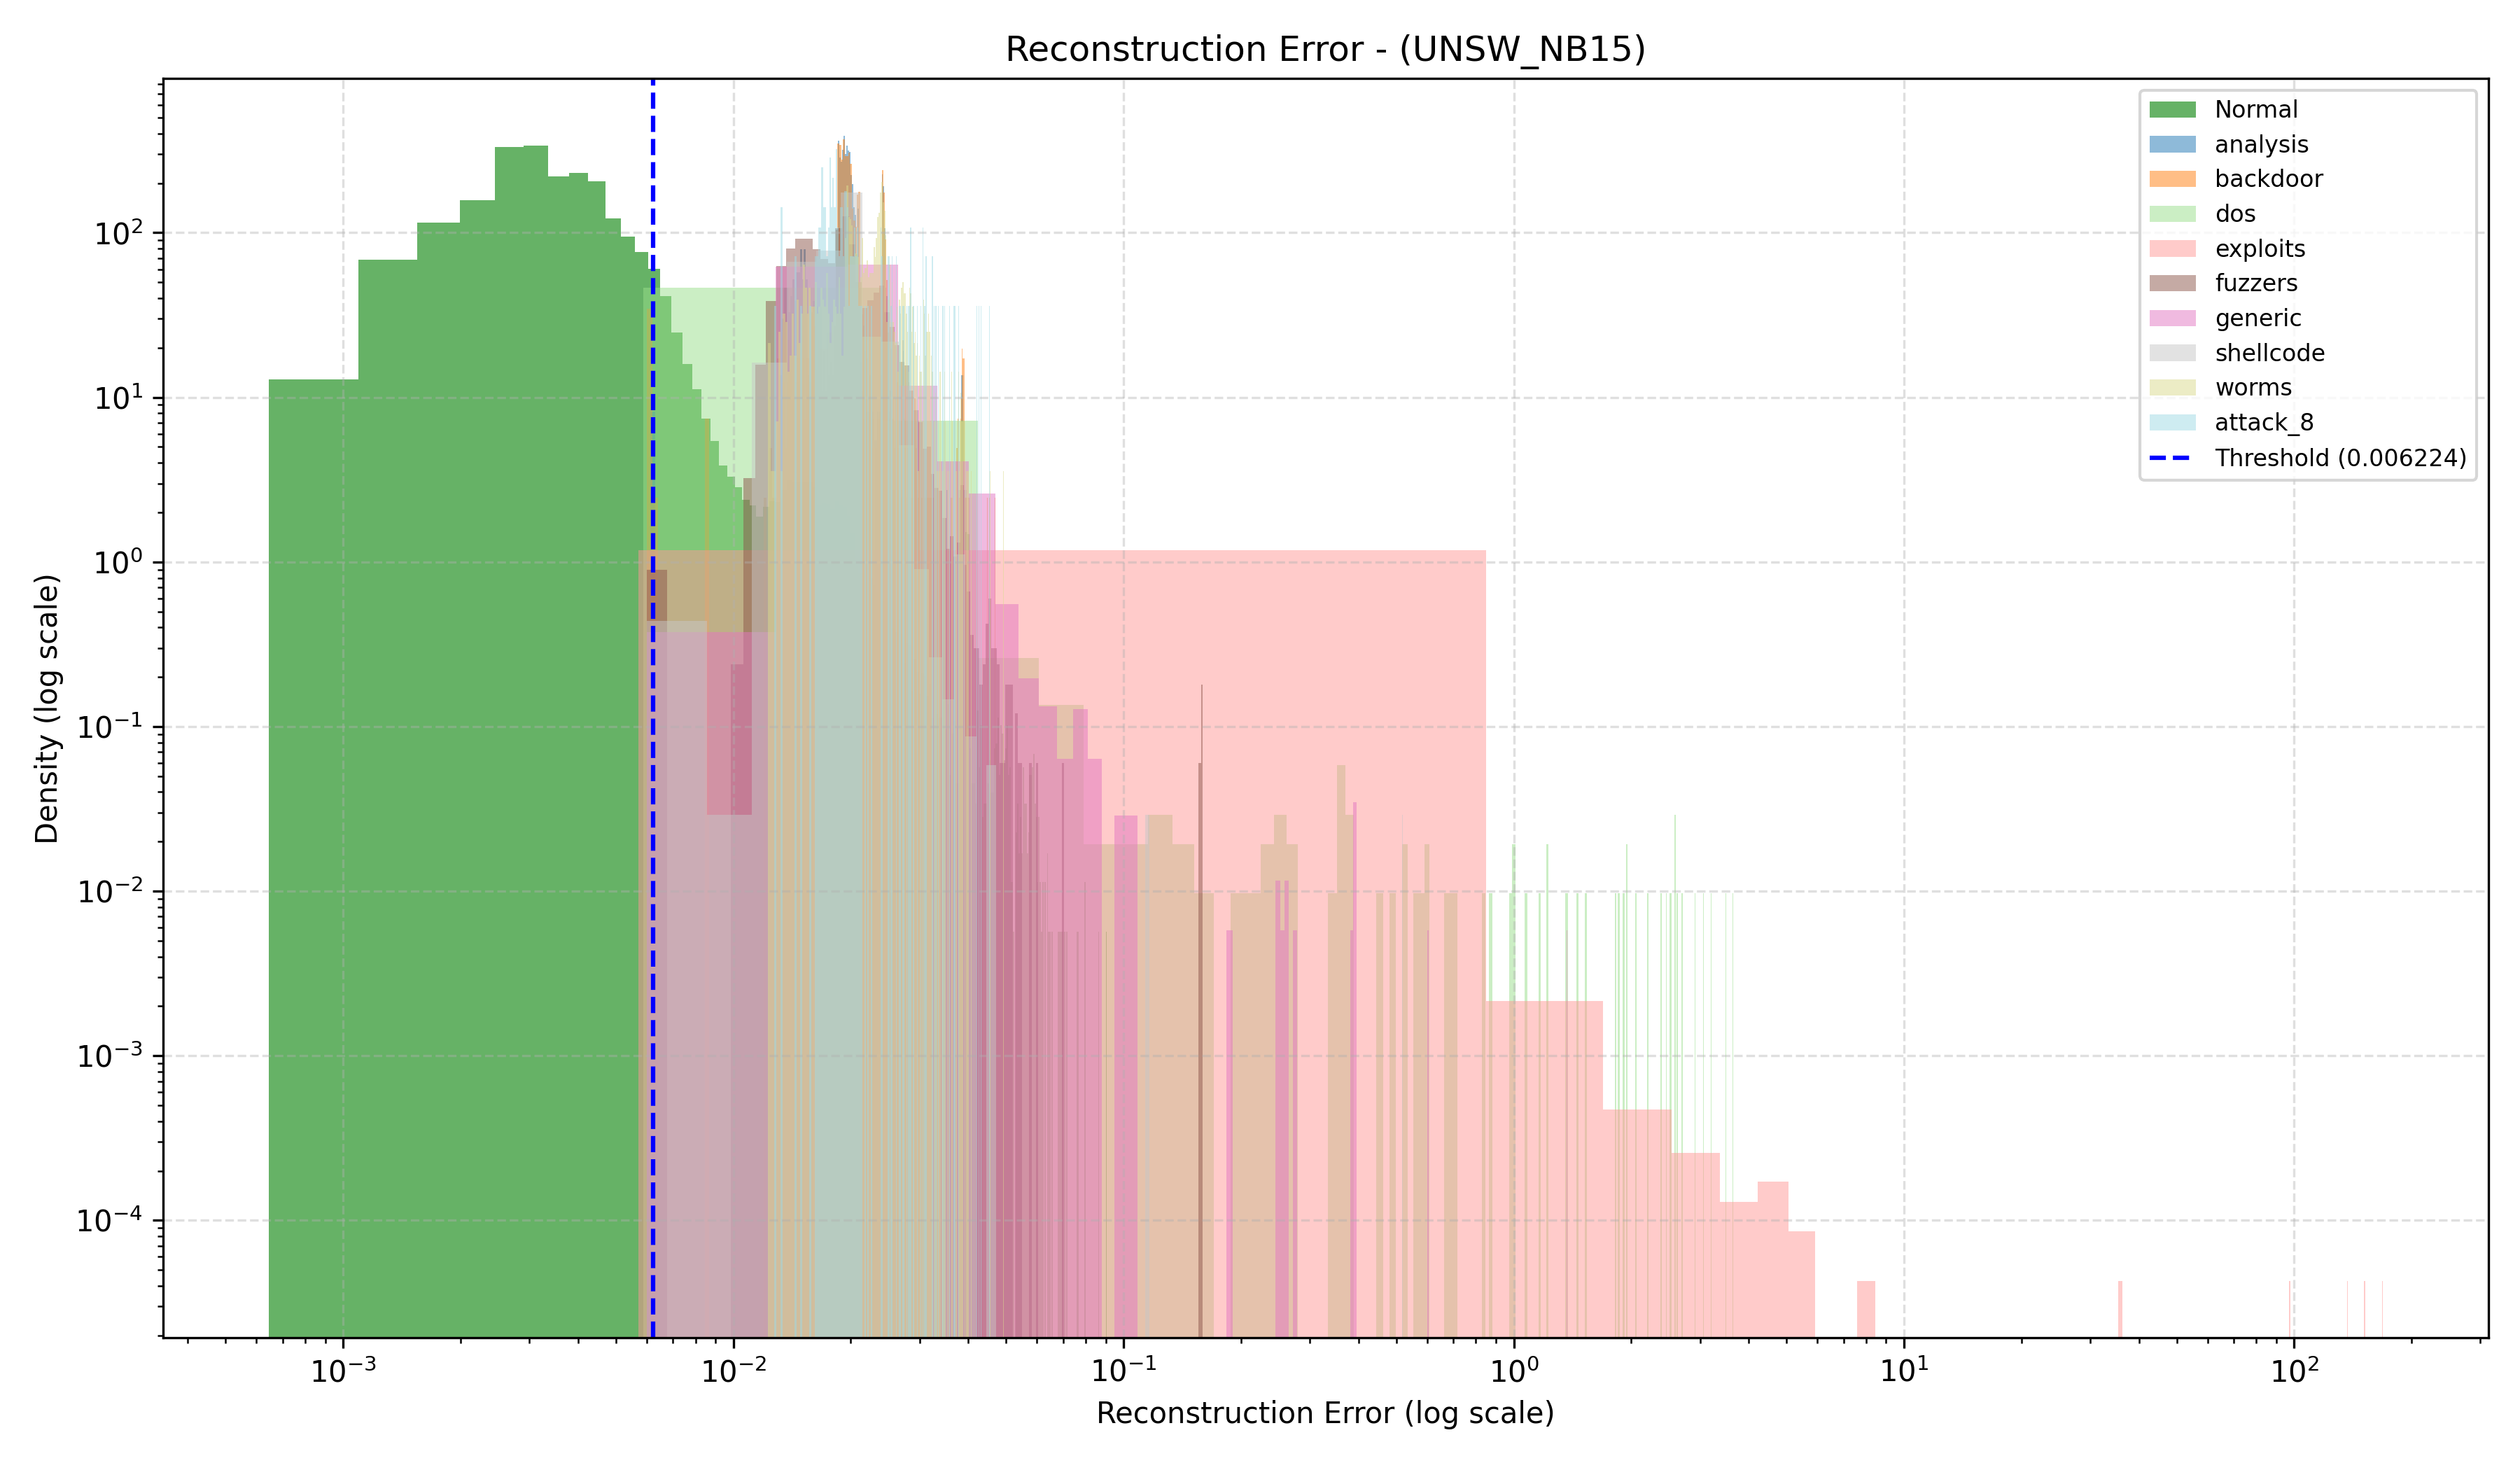 Reconstruction Error - (UNSW_NB15)
Normal
analysis
backdoor
dos
exploits
fuzzers
generic
shellcode
worms
attack_8
Threshold (0.006224)
Density (log scale)
10²
10¹
10⁰
10⁻¹
10⁻²
10⁻³
10⁻⁴
10⁻³ 10⁻² 10⁻¹ 10⁰ 10¹ 10²
Reconstruction Error (log scale)